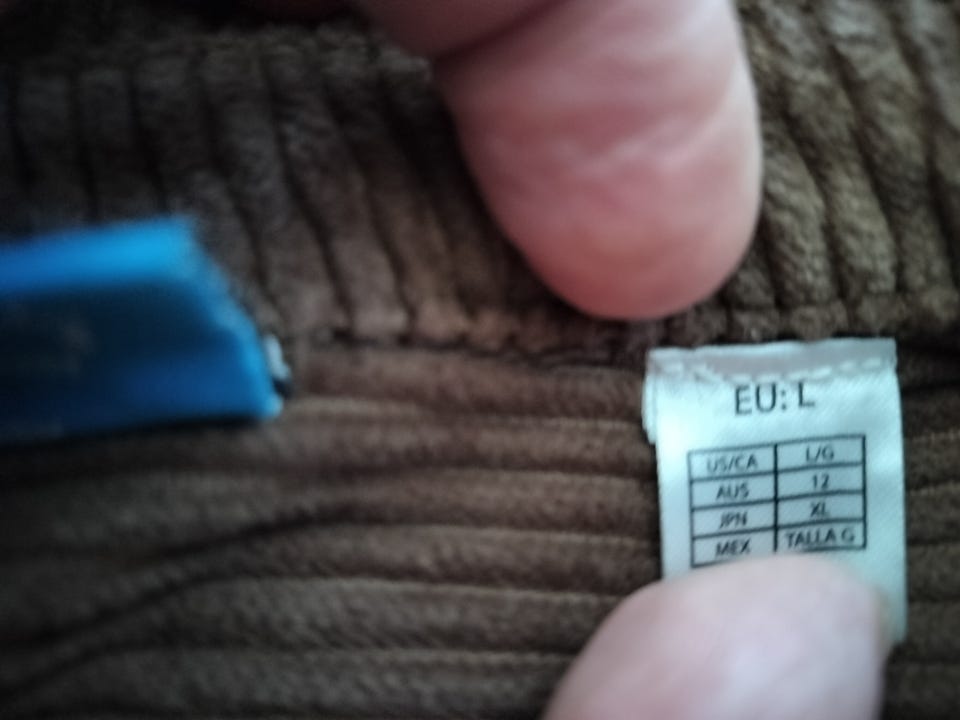 EU: L
US/CA L/G
AUS 12
JPN XL
MEX TALLA G